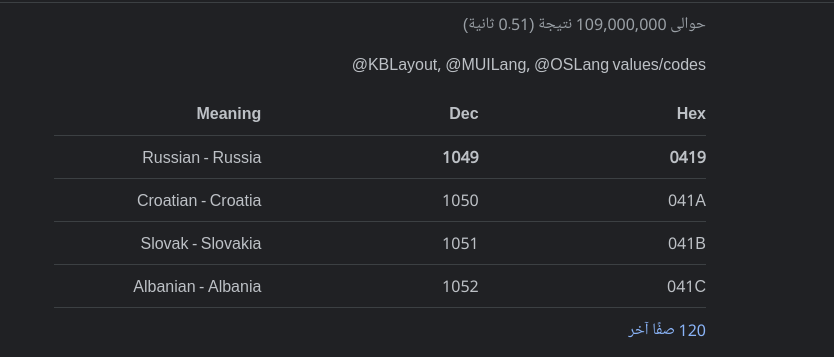 حوالى 109,000,000 نتيجة (0.51 ثانية)
@KBLayout, @MUILang, @OSLang values/codes
Meaning Dec Hex
Russian - Russia 1049 0419
Croatian - Croatia 1050 041A
Slovak - Slovakia 1051 041B
Albanian - Albania 1052 041C
120 صفًا آخر